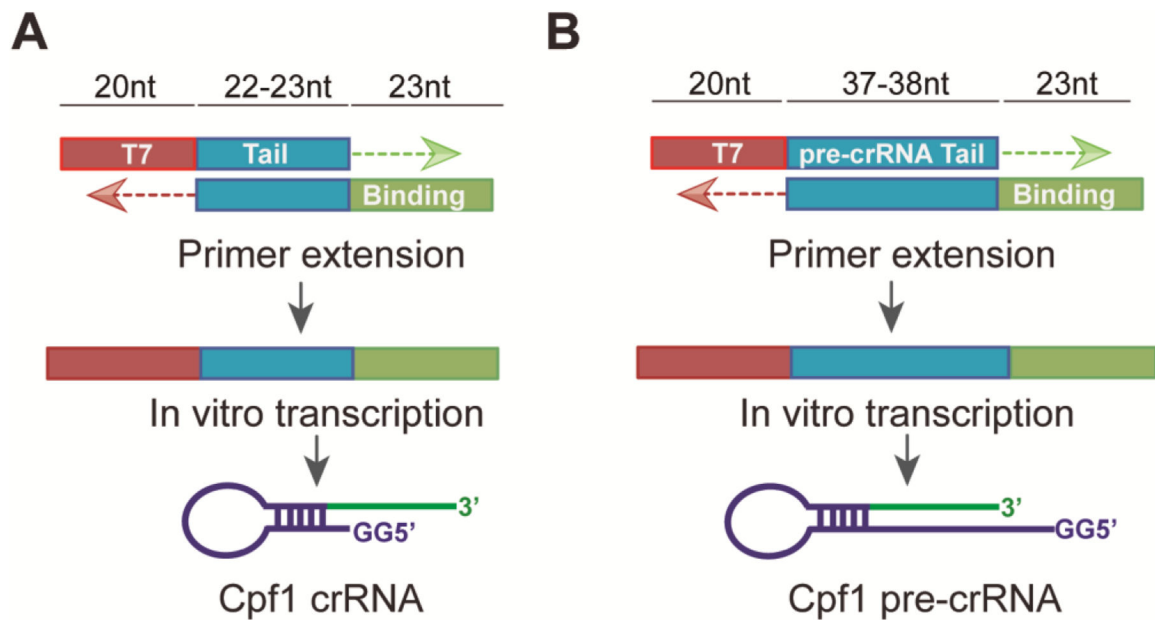 A
20nt 22-23nt 23nt
T7 Tail
Binding
Primer extension
In vitro transcription
3’
GG5’
Cpf1 crRNA
B
20nt 37-38nt 23nt
T7 pre-crRNA Tail
Binding
Primer extension
In vitro transcription
3’
GG5’
Cpf1 pre-crRNA